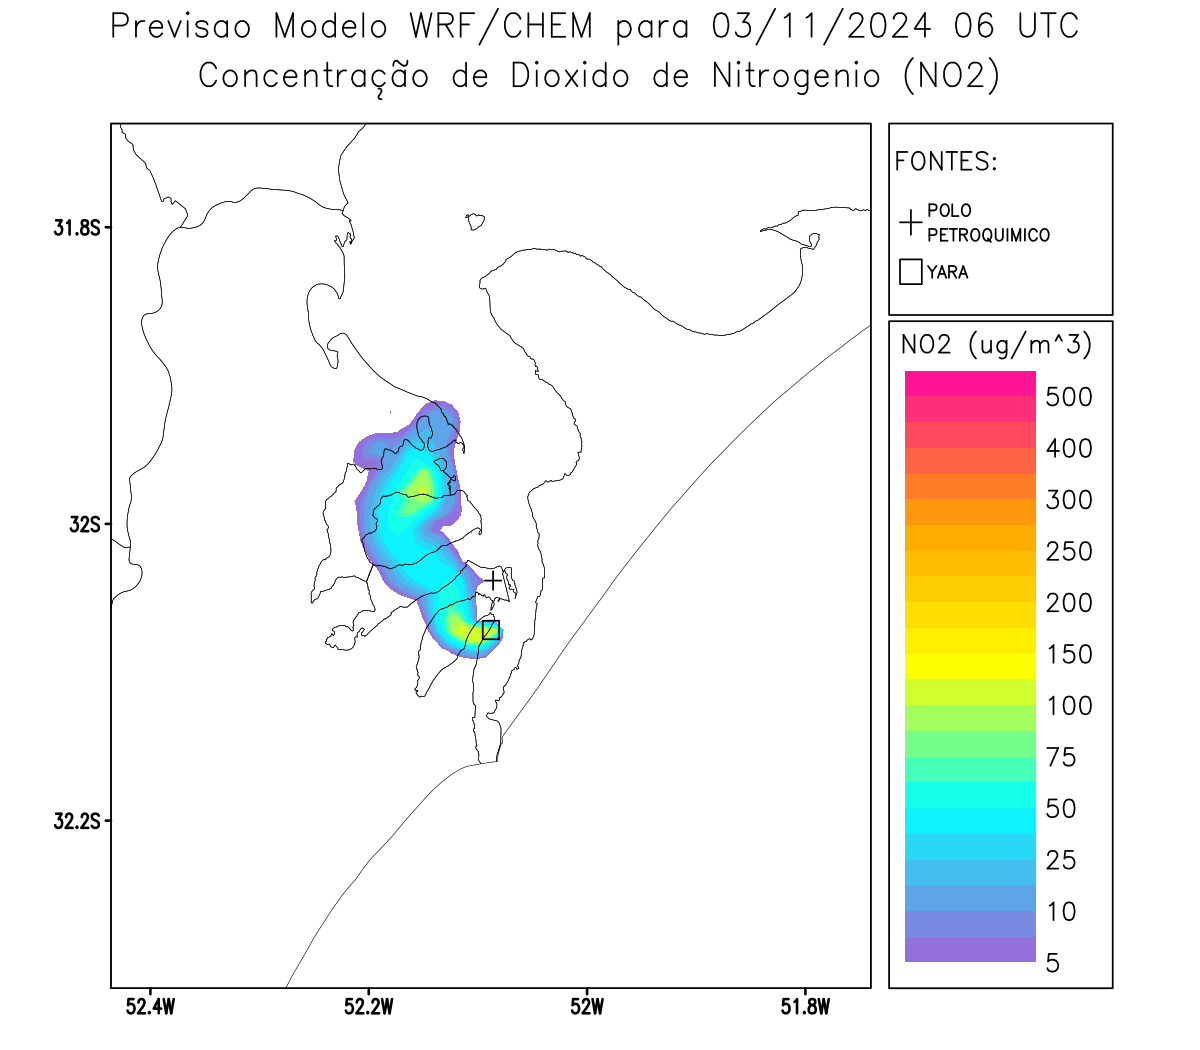 Previsao Modelo WRF/CHEM para 03/11/2024 06 UTC
Concentração de Dioxido de Nitrogenio (NO2)
FONTES:
POLO
PETROQUIMICO
YARA
NO2 (ug/m^3)
500
400
300
250
200
150
100
75
50
25
10
5
31.8S
32S
32.2S
52.4W
52.2W
52W
51.8W